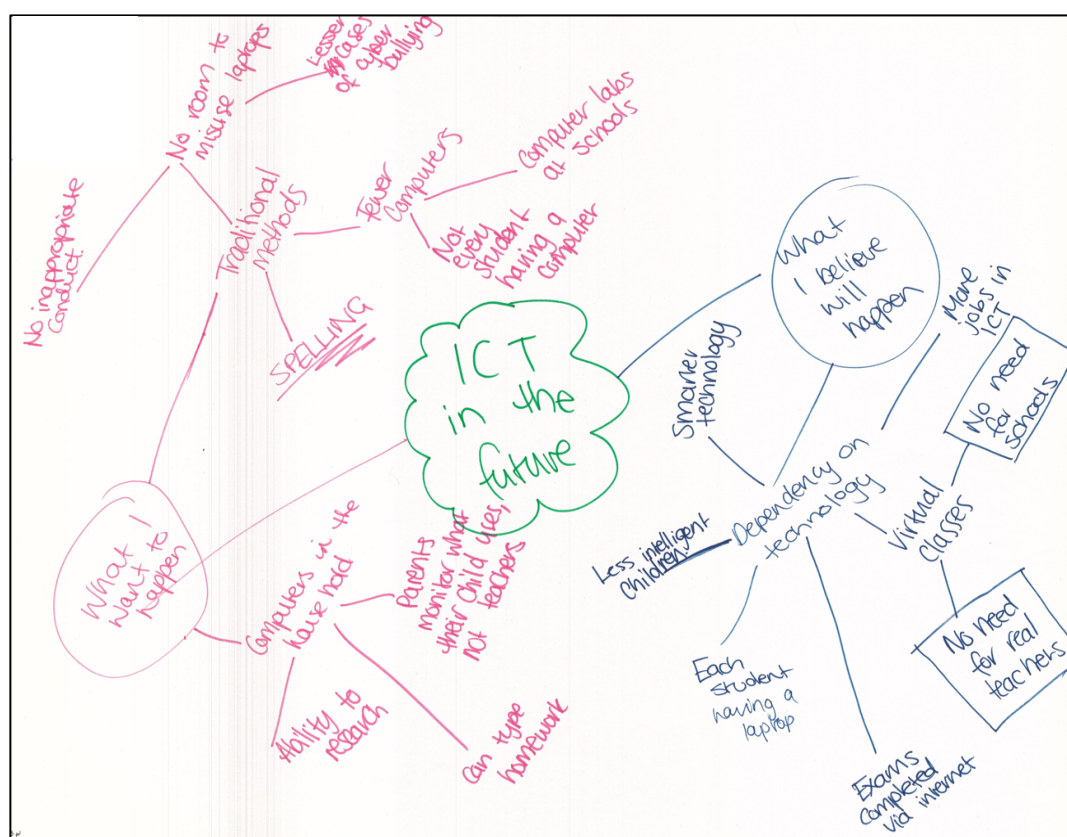 No room to
misuse laptops
Lesser
cases
of cyber
bullying
No inappropriate
conduct
Traditional
methods
Fewer
computers
Computer labs
at schools
Not
every
student
having a
computer
SPELLING
ICT
in the
future
What I
want to
happen
Computers in the
household
Parents
monitor what
their child uses,
not
teachers
Ability to
research
Can type
homework
What
I believe
will
happen
Smarter
technology
More
jobs in
ICT
Dependency on
technology
Less intelligent
children
Virtual
Classes
No need
for
schools
No need
for real
teachers
Each
student
having a
laptop
Exams
completed
via internet